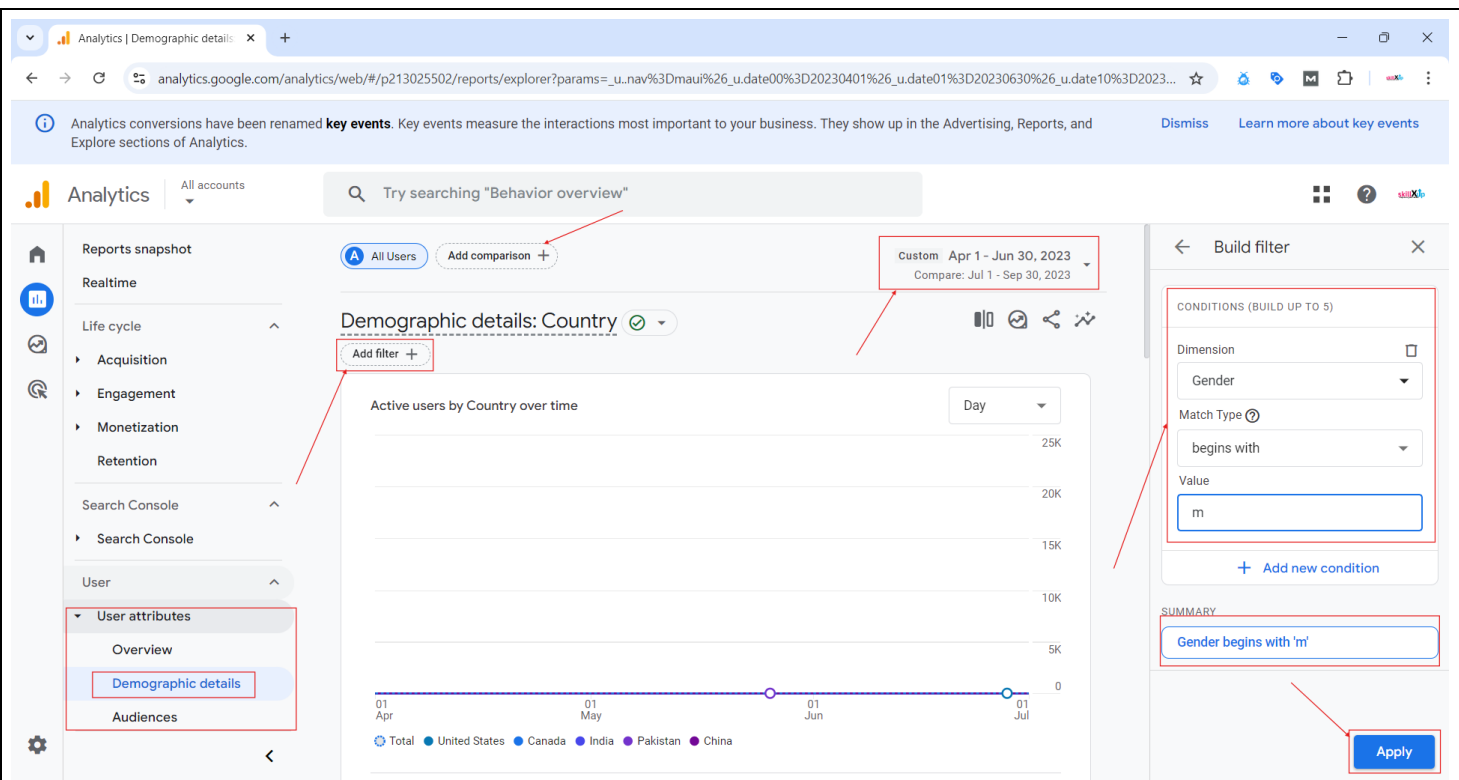 Analytics | Demographic details
analytics.google.com/analytics/web/#/p213025502/reports/explorer?params=_u..nav%3Dmaui%26_u.date00%3D20230401%26_u.date01%3D20230630%26_u.date10%3D2023...
Analytics conversions have been renamed key events. Key events measure the interactions most important to your business. They show up in the Advertising, Reports, and
Explore sections of Analytics.
Dismiss
Learn more about key events
Analytics
All accounts
Try searching "Behavior overview"
skillXUp
Reports snapshot
Realtime
Life cycle
Acquisition
Engagement
Monetization
Retention
Search Console
Search Console
User
User attributes
Overview
Demographic details
Audiences
A All Users
Add comparison +
Custom Apr 1 - Jun 30, 2023
Compare: Jul 1 - Sep 30, 2023
Demographic details: Country
Add filter +
Active users by Country over time
Day
25K
20K
15K
10K
5K
0
01
Apr
01
May
01
Jun
01
Jul
Total United States Canada India Pakistan China
Build filter
CONDITIONS (BUILD UP TO 5)
Dimension
Gender
Match Type
begins with
Value
m
+ Add new condition
SUMMARY
Gender begins with 'm'
Apply